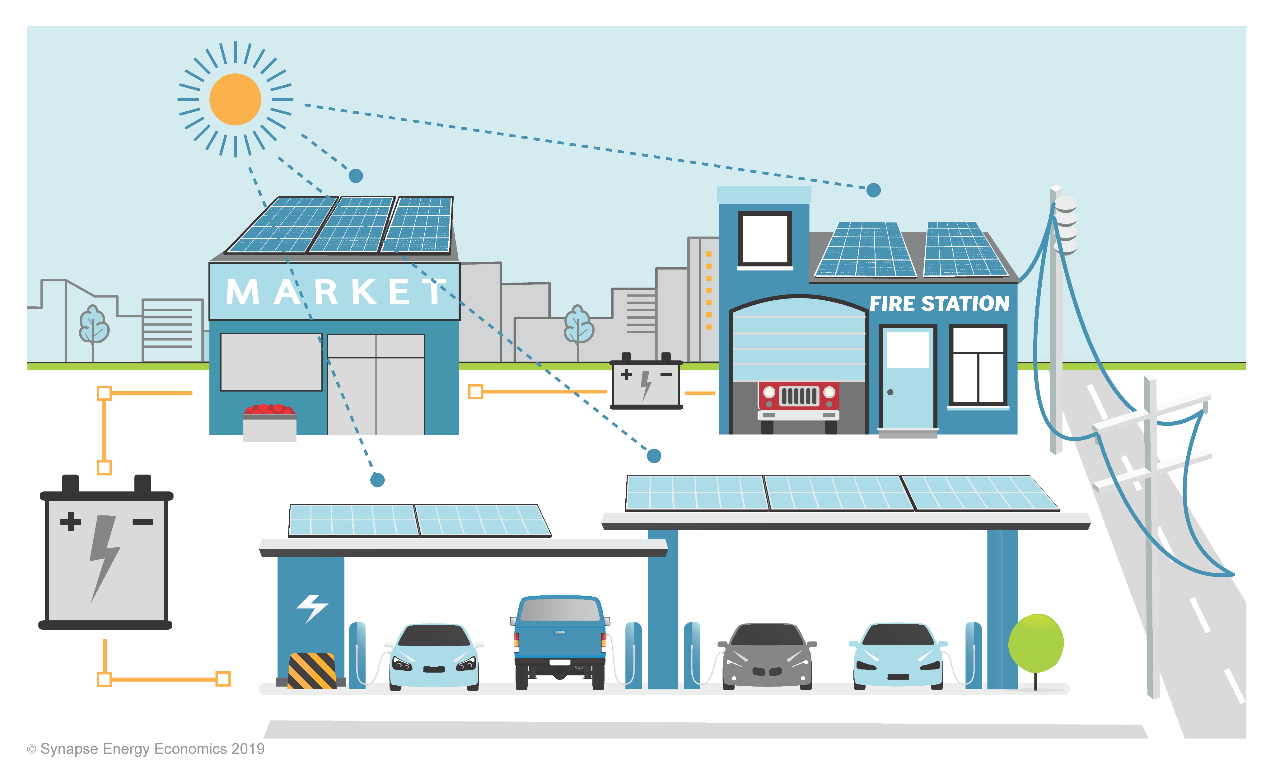 MARKET
FIRE STATION
+ −
+ −
© Synapse Energy Economics 2019